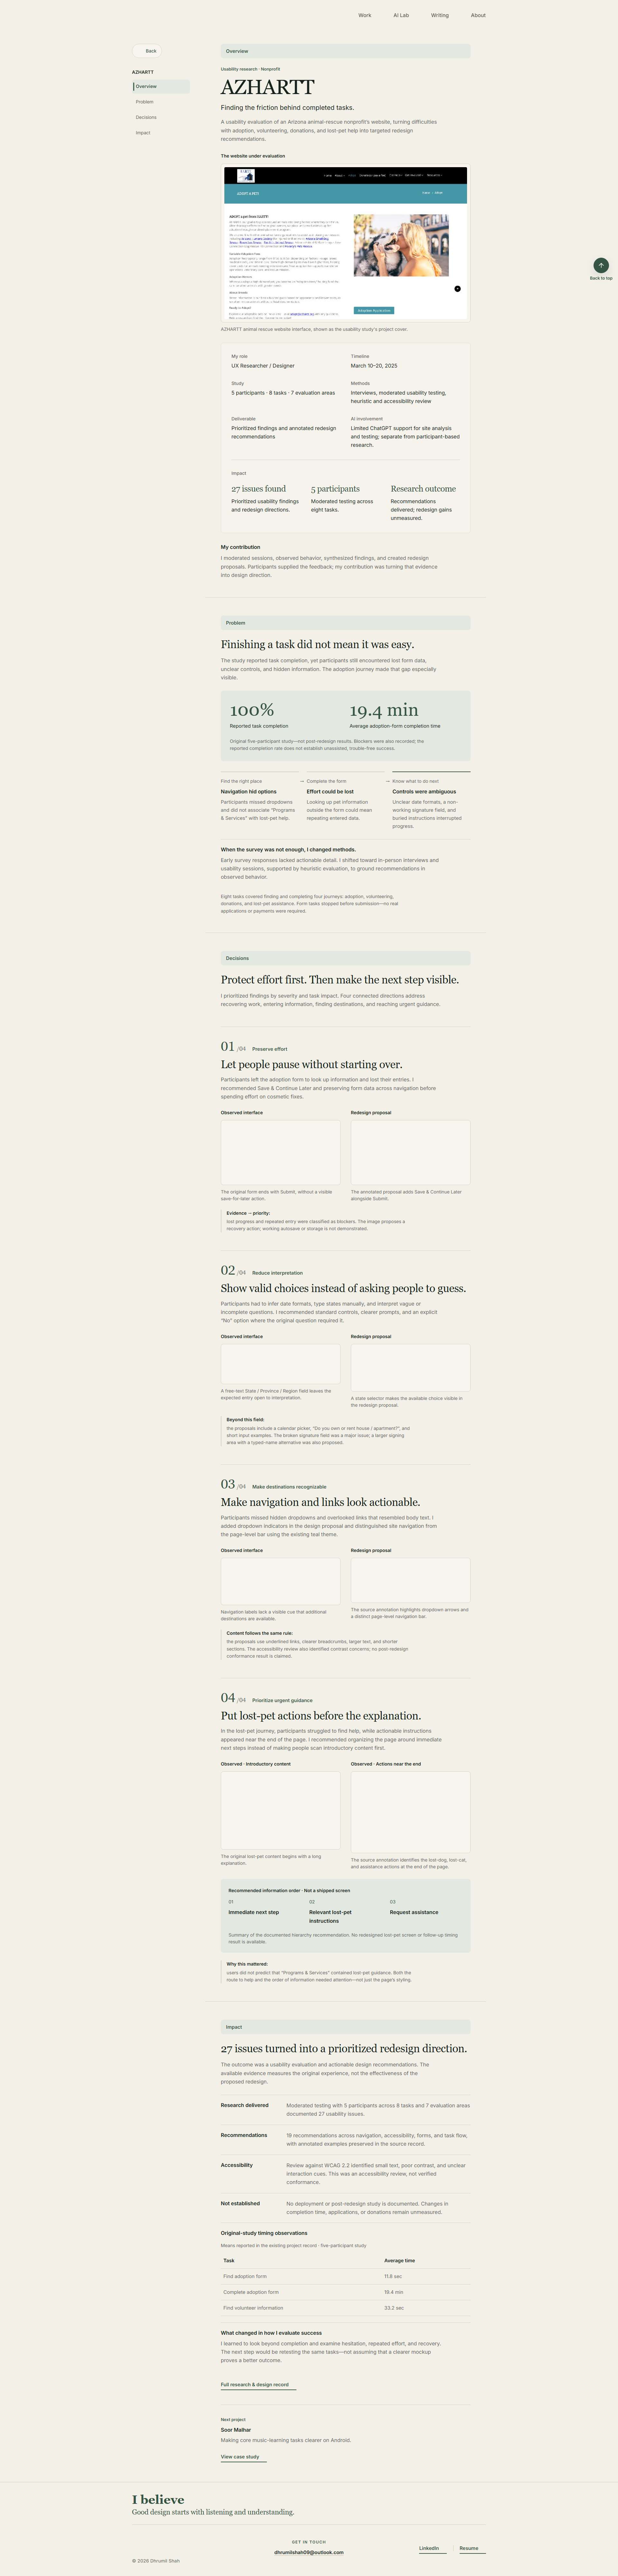 Work AI Lab Writing About
Back
AZHARTT
Overview
Problem
Decisions
Impact
Overview
Usability research · Nonprofit
AZHARTT
Finding the friction behind completed tasks.
A usability evaluation of an Arizona animal-rescue nonprofit's website, turning difficulties
with adoption, volunteering, donations, and lost-pet help into targeted redesign
recommendations.
The website under evaluation
AZHARTT animal-rescue website interface, shown as the usability study's project cover.
Back to top
My role
UX Researcher / Designer
Timeline
March 10–20, 2025
Study
5 participants · 8 tasks · 7 evaluation areas
Methods
Interviews, moderated usability testing,
heuristic and accessibility review
Deliverable
Prioritized findings and annotated redesign
recommendations
AI involvement
Limited ChatGPT support for site analysis
and testing; separate from participant-based
research.
Impact
27 issues found
Prioritized usability findings
and redesign directions.
5 participants
Moderated testing across
eight tasks.
Research outcome
Recommendations
delivered; redesign gains
unmeasured.
My contribution
I moderated sessions, observed behavior, synthesized findings, and created redesign
proposals. Participants supplied the feedback; my contribution was turning that evidence
into design direction.
Problem
Finishing a task did not mean it was easy.
The study reported task completion, yet participants still encountered lost form data,
unclear controls, and hidden information. The adoption journey made that gap especially
visible.
100%
Reported task completion
19.4 min
Average adoption-form completion time
Original five-participant study—not post-redesign results. Blockers were also recorded; the
reported completion rate does not establish unassisted, trouble-free success.
Find the right place
Navigation hid options
Participants missed dropdowns
and did not associate "Programs
& Services" with lost-pet help.
→ Complete the form
Effort could be lost
Looking up pet information
outside the form could mean
repeating entered data.
→ Know what to do next
Controls were ambiguous
Unclear date formats, a non-
working signature field, and
buried instructions interrupted
progress.
When the survey was not enough, I changed methods.
Early survey responses lacked actionable detail. I shifted toward in-person interviews and
usability sessions, supported by heuristic evaluation, to ground recommendations in
observed behavior.
Eight tasks covered finding and completing four journeys: adoption, volunteering,
donations, and lost-pet assistance. Form tasks stopped before submission—no real
applications or payments were required.
Decisions
Protect effort first. Then make the next step visible.
I prioritized findings by severity and task impact. Four connected directions address
recovering work, entering information, finding destinations, and reaching urgent guidance.
01 /04 Preserve effort
Let people pause without starting over.
Participants left the adoption form to look up information and lost their entries. I
recommended Save & Continue Later and preserving form data across navigation before
spending effort on cosmetic fixes.
Observed interface
The original form ends with Submit, without a visible
save-for-later action.
Redesign proposal
The annotated proposal adds Save & Continue Later
alongside Submit.
Evidence → priority:
lost progress and repeated entry were classified as blockers. The image proposes a
recovery action; working autosave or storage is not demonstrated.
02 /04 Reduce interpretation
Show valid choices instead of asking people to guess.
Participants had to infer date formats, type states manually, and interpret vague or
incomplete questions. I recommended standard controls, clearer prompts, and an explicit
"No" option where the original question required it.
Observed interface
A free-text State / Province / Region field leaves the
expected entry open to interpretation.
Redesign proposal
A state selector makes the available choice visible in
the redesign proposal.
Beyond this field:
the proposals include a calendar picker, "Do you own or rent house / apartment?", and
short input examples. The broken signature field was a major issue; a larger signing
area with a typed-name alternative was also proposed.
03 /04 Make destinations recognizable
Make navigation and links look actionable.
Participants missed hidden dropdowns and overlooked links that resembled body text. I
added dropdown indicators in the design proposal and distinguished site navigation from
the page-level bar using the existing teal theme.
Observed interface
Navigation labels lack a visible cue that additional
destinations are available.
Redesign proposal
The source annotation highlights dropdown arrows and
a distinct page-level navigation bar.
Content follows the same rule:
the proposals use underlined links, clearer breadcrumbs, larger text, and shorter
sections. The accessibility review also identified contrast concerns; no post-redesign
conformance result is claimed.
04 /04 Prioritize urgent guidance
Put lost-pet actions before the explanation.
In the lost-pet journey, participants struggled to find help, while actionable instructions
appeared near the end of the page. I recommended organizing the page around immediate
next steps instead of making people scan introductory content first.
Observed · Introductory content
The original lost-pet content begins with a long
explanation.
Observed · Actions near the end
The source annotation identifies the lost-dog, lost-cat,
and assistance actions at the end of the page.
Recommended information order · Not a shipped screen
01
Immediate next step
02
Relevant lost-pet
instructions
03
Request assistance
Summary of the documented hierarchy recommendation. No redesigned lost-pet screen or follow-up timing
result is available.
Why this mattered:
users did not predict that "Programs & Services" contained lost-pet guidance. Both the
route to help and the order of information needed attention—not just the page's styling.
Impact
27 issues turned into a prioritized redesign direction.
The outcome was a usability evaluation and actionable design recommendations. The
available evidence measures the original experience, not the effectiveness of the
proposed redesign.
Research delivered
Moderated testing with 5 participants across 8 tasks and 7 evaluation areas
documented 27 usability issues.
Recommendations
19 recommendations across navigation, accessibility, forms, and task flow,
with annotated examples preserved in the source record.
Accessibility
Review against WCAG 2.2 identified small text, poor contrast, and unclear
interaction cues. This was an accessibility review, not verified
conformance.
Not established
No deployment or post-redesign study is documented. Changes in
completion time, applications, or donations remain unmeasured.
Original-study timing observations
Means reported in the existing project record · five-participant study
Task Average time
Find adoption form 11.8 sec
Complete adoption form 19.4 min
Find volunteer information 33.2 sec
What changed in how I evaluate success
I learned to look beyond completion and examine hesitation, repeated effort, and recovery.
The next step would be retesting the same tasks—not assuming that a clearer mockup
proves a better outcome.
Full research & design record
Next project
Soor Malhar
Making core music-learning tasks clearer on Android.
View case study
I believe
Good design starts with listening and understanding.
GET IN TOUCH
dhrumilshah09@outlook.com
LinkedIn Resume
© 2026 Dhrumil Shah